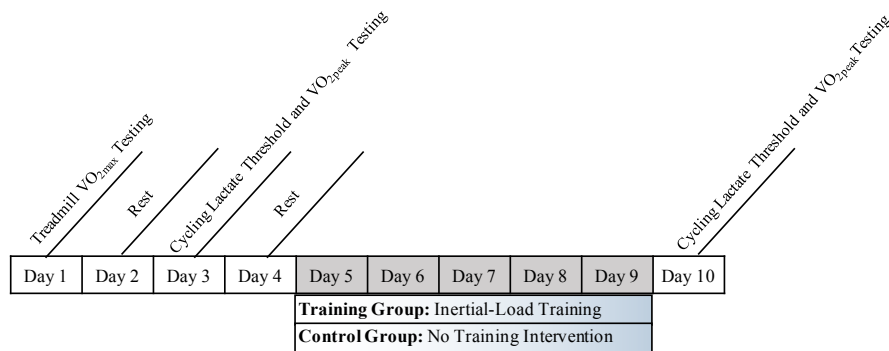 Treadmill VO2max Testing
Rest
Cycling Lactate Threshold and VO2peak Testing
Rest
Cycling Lactate Threshold and VO2peak Testing
Day 1 Day 2 Day 3 Day 4 Day 5 Day 6 Day 7 Day 8 Day 9 Day 10
Training Group: Inertial-Load Training
Control Group: No Training Intervention